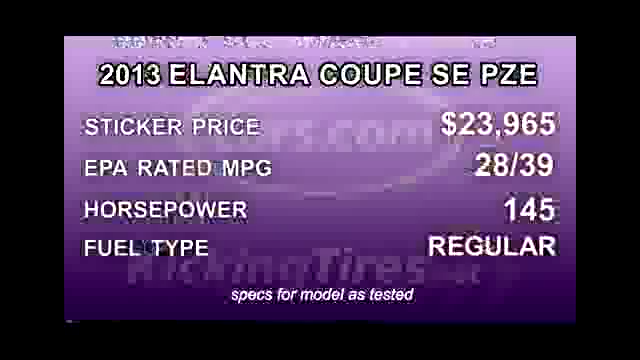 2013 ELANTRA COUPE SE PZE
STICKER PRICE $23,965
EPA RATED MPG 28/39
HORSEPOWER 145
FUEL TYPE REGULAR
KickingTires
specs for model as tested